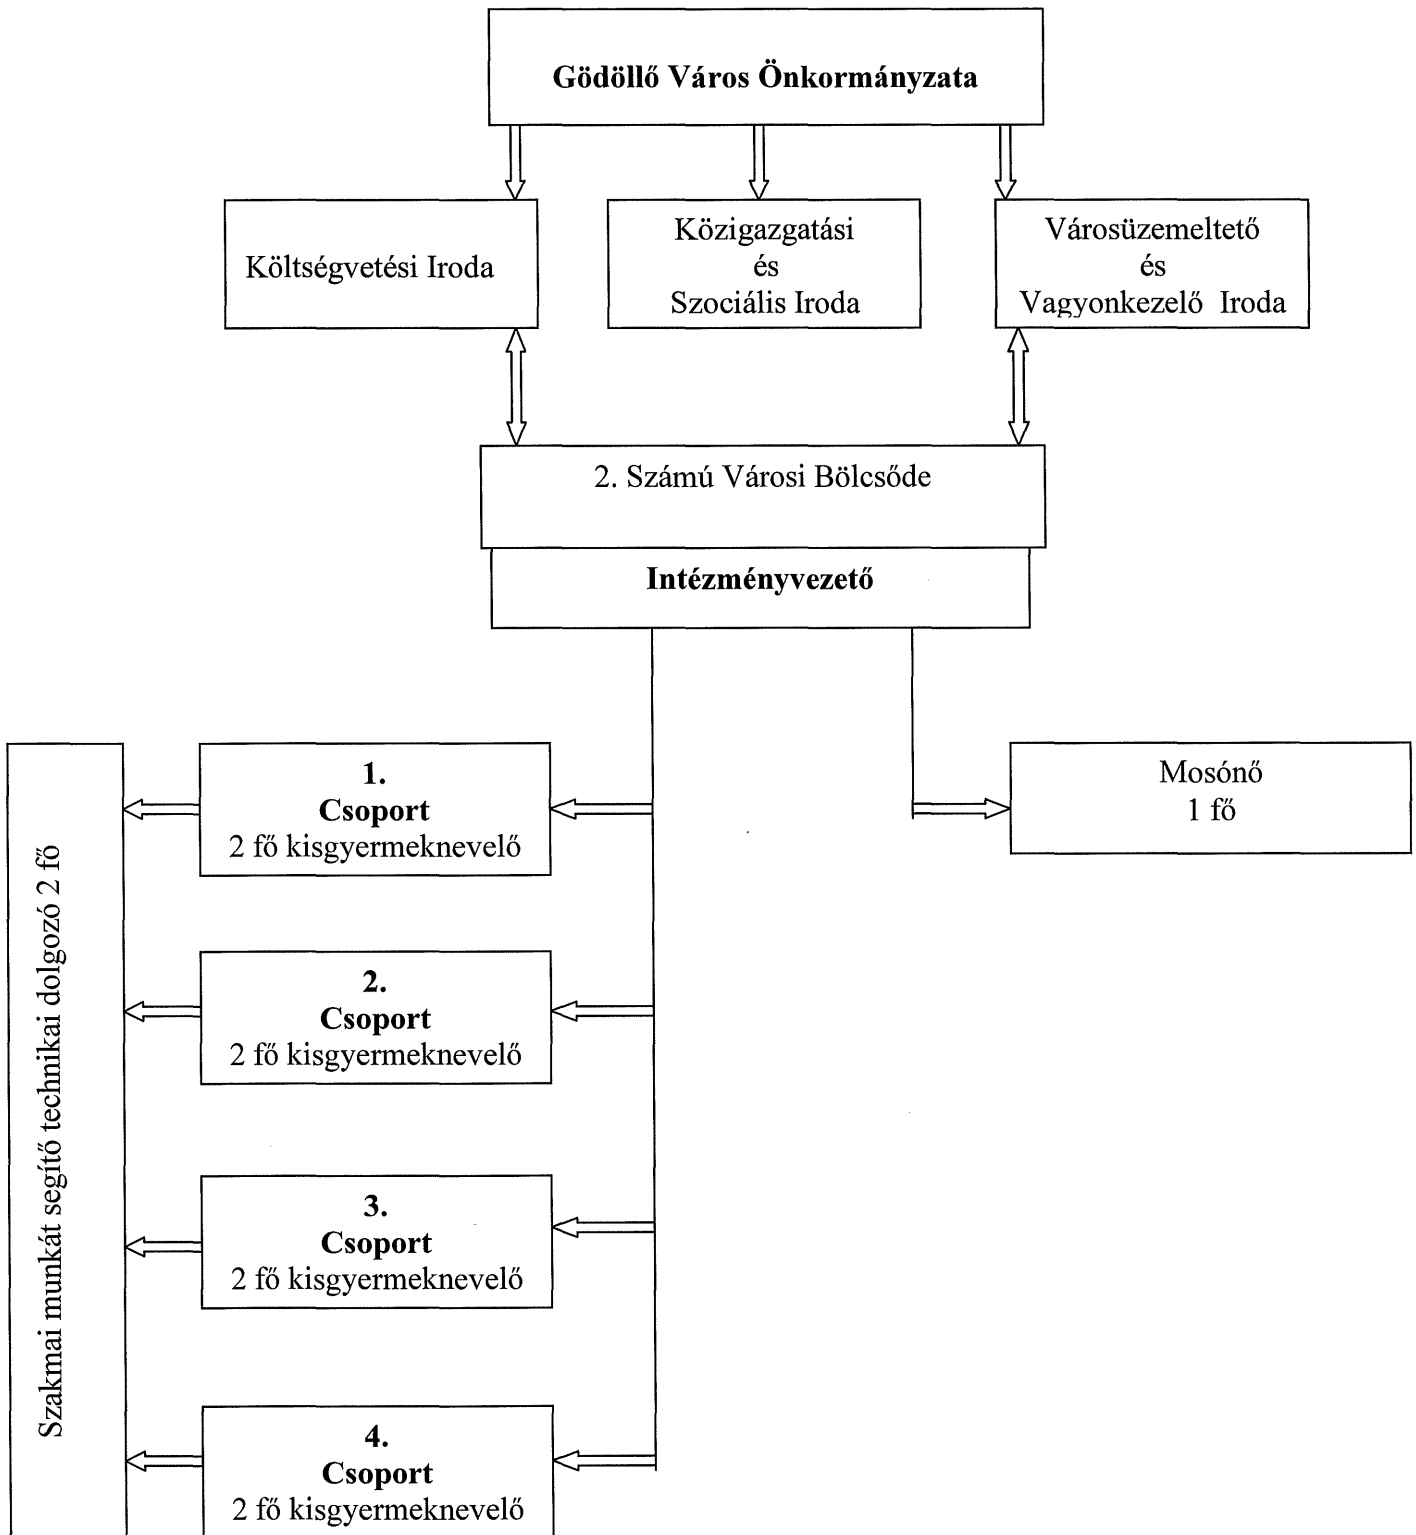 Gödöllő Város Önkormányzata
Költségvetési Iroda
Közigazgatási
és
Szociális Iroda
Városüzemeltető
és
Vagyonkezelő Iroda
2. Számú Városi Bölcsőde
Intézményvezető
1.
Csoport
2 fő kisgyermeknevelő
Mosónő
1 fő
2.
Csoport
2 fő kisgyermeknevelő
3.
Csoport
2 fő kisgyermeknevelő
4.
Csoport
2 fő kisgyermeknevelő
Szakmai munkát segítő technikai dolgozó 2 fő